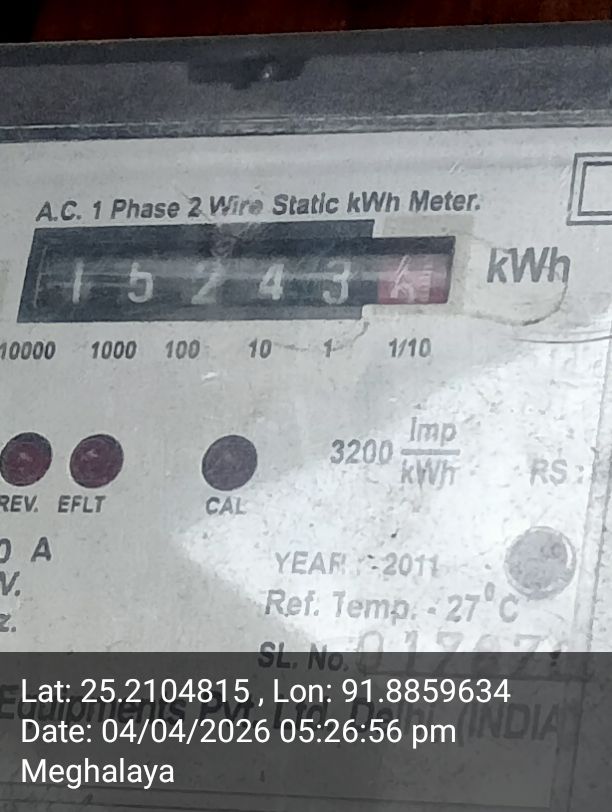 A.C. 1 Phase 2 Wire Static kWh Meter.
1 5 2 4 3 kWh
10000 1000 100 10 1 1/10
3200 Imp/kWh
REV. EFLT CAL RS:
0 A
V.
z.
YEAR :-2011
Ref. Temp. - 27°C
SL. No.
(INDIA)
Lat: 25.2104815 , Lon: 91.8859634
Date: 04/04/2026 05:26:56 pm
Meghalaya